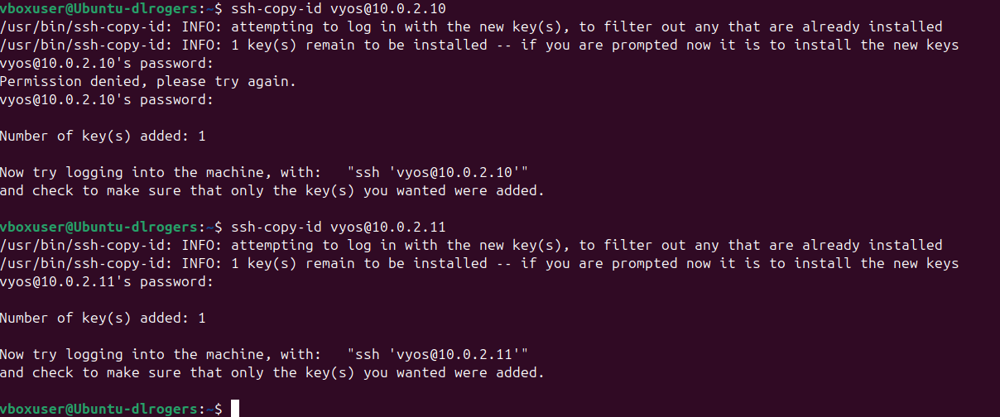 vboxuser@Ubuntu-dlrogers:~$ ssh-copy-id vyos@10.0.2.10
/usr/bin/ssh-copy-id: INFO: attempting to log in with the new key(s), to filter out any that are already installed
/usr/bin/ssh-copy-id: INFO: 1 key(s) remain to be installed -- if you are prompted now it is to install the new keys
vyos@10.0.2.10's password:
Permission denied, please try again.
vyos@10.0.2.10's password:
Number of key(s) added: 1
Now try logging into the machine, with:   "ssh 'vyos@10.0.2.10'"
and check to make sure that only the key(s) you wanted were added.
vboxuser@Ubuntu-dlrogers:~$ ssh-copy-id vyos@10.0.2.11
/usr/bin/ssh-copy-id: INFO: attempting to log in with the new key(s), to filter out any that are already installed
/usr/bin/ssh-copy-id: INFO: 1 key(s) remain to be installed -- if you are prompted now it is to install the new keys
vyos@10.0.2.11's password:
Number of key(s) added: 1
Now try logging into the machine, with:   "ssh 'vyos@10.0.2.11'"
and check to make sure that only the key(s) you wanted were added.
vboxuser@Ubuntu-dlrogers:~$